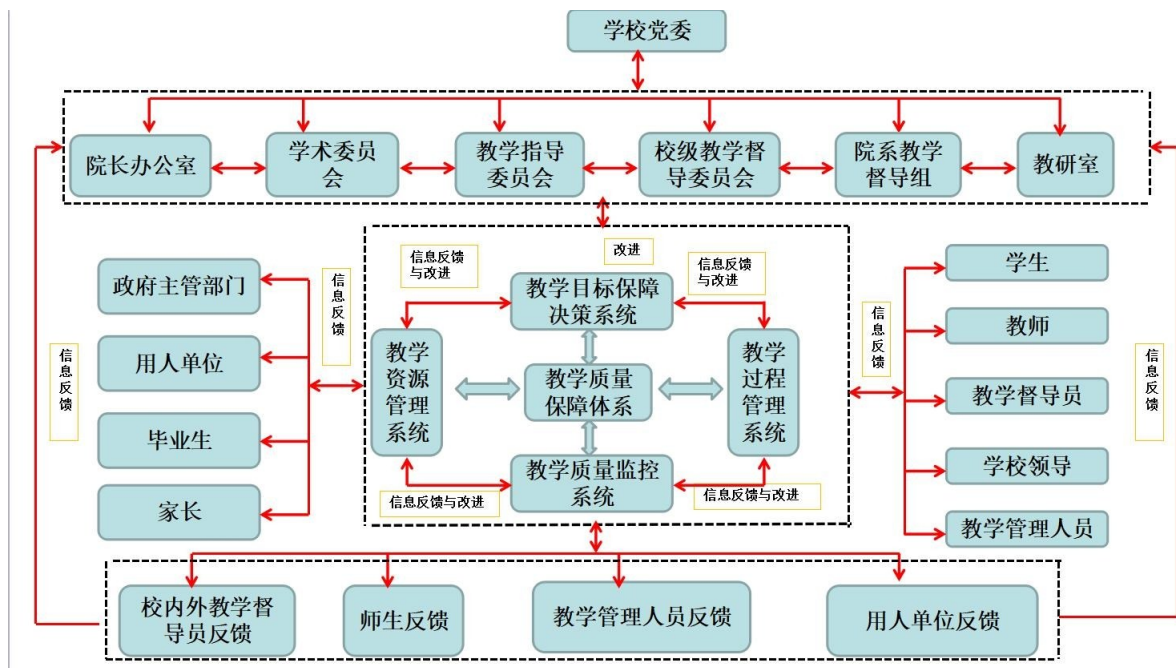 学校党委
院长办公室
学术委员
会
教学指导
委员会
校级教学督
导委员会
院系教学
督导组
教研室
信息反馈
与改进
改进
信息反馈
与改进
政府主管部门
用人单位
毕业生
家长
信息反馈
信息反馈
教学目标保障
决策系统
教学
资源
管理
系统
教学质量
保障体系
教学
过程
管理
系统
教学质量监控
系统
信息反馈与改进
信息反馈与改进
信息反馈
信息反馈
学生
教师
教学督导员
学校领导
教学管理人员
校内外教学督
导员反馈
师生反馈
教学管理人员反馈
用人单位反馈